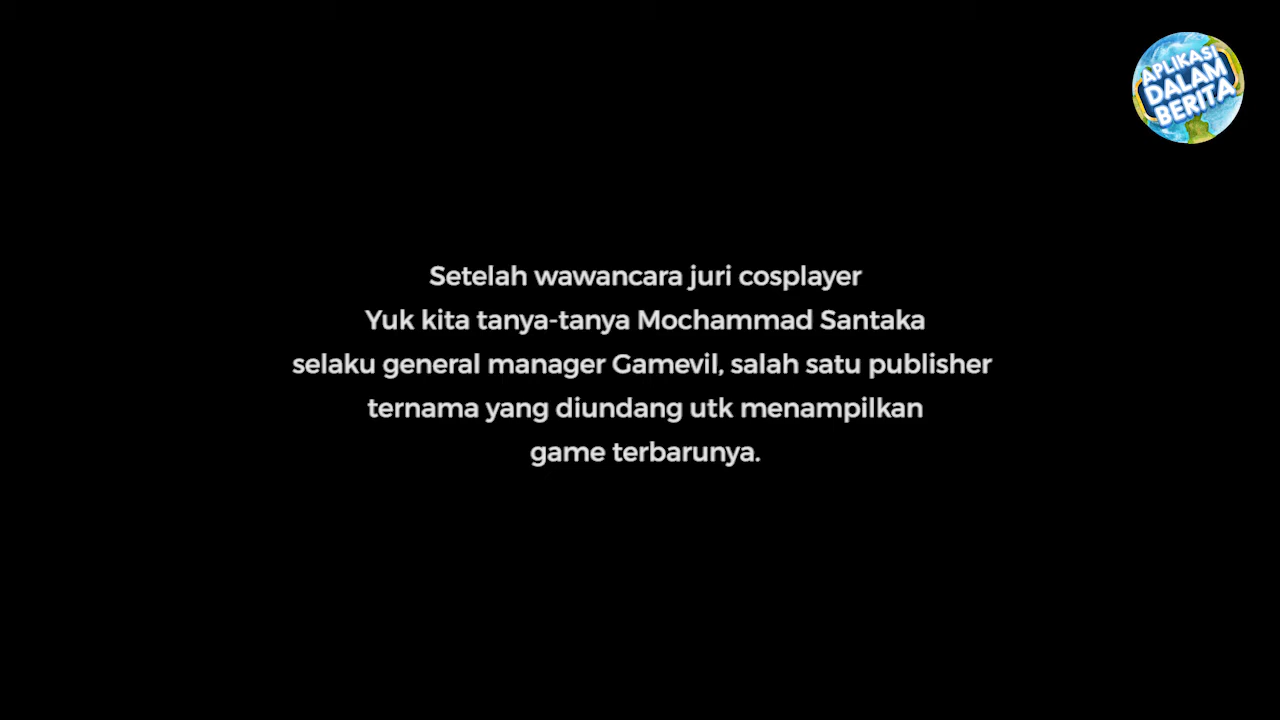 APLIKASI
DALAM
BERITA
Setelah wawancara juri cosplayer
Yuk kita tanya-tanya Mochammad Santaka
selaku general manager Gamevil, salah satu publisher
ternama yang diundang utk menampilkan
game terbarunya.